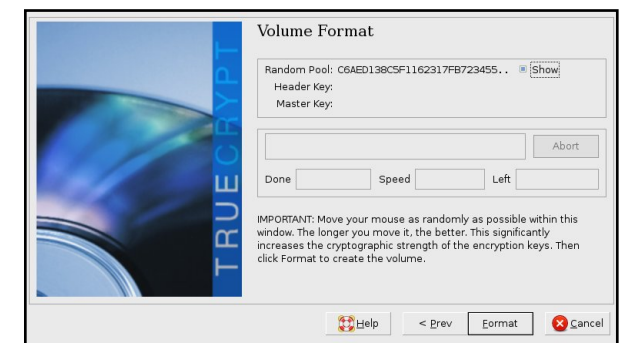 TRUECRYPT
Volume Format
Random Pool: C6AED138C5F1162317FB723455.. Show
Header Key:
Master Key:
Abort
Done Speed Left
IMPORTANT: Move your mouse as randomly as possible within this
window. The longer you move it, the better. This significantly
increases the cryptographic strength of the encryption keys. Then
click Format to create the volume.
Help < Prev Format Cancel